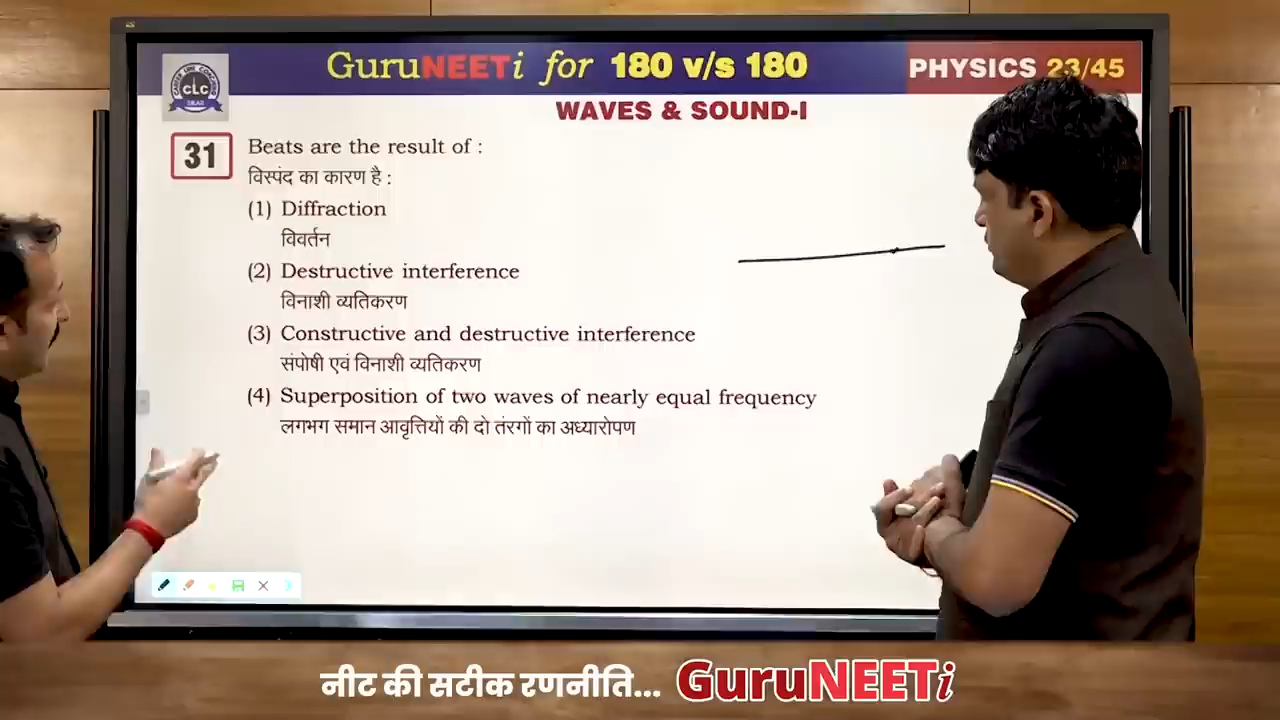 GuruNEETi for 180 v/s 180
PHYSICS 23/45
CLC
WAVES & SOUND-I
31
Beats are the result of :
विस्पंद का कारण है :
(1) Diffraction
विवर्तन
(2) Destructive interference
विनाशी व्यतिकरण
(3) Constructive and destructive interference
संपोषी एवं विनाशी व्यतिकरण
(4) Superposition of two waves of nearly equal frequency
लगभग समान आवृत्तियों की दो तंरगों का अध्यारोपण
नीट की सटीक रणनीति... GuruNEETi